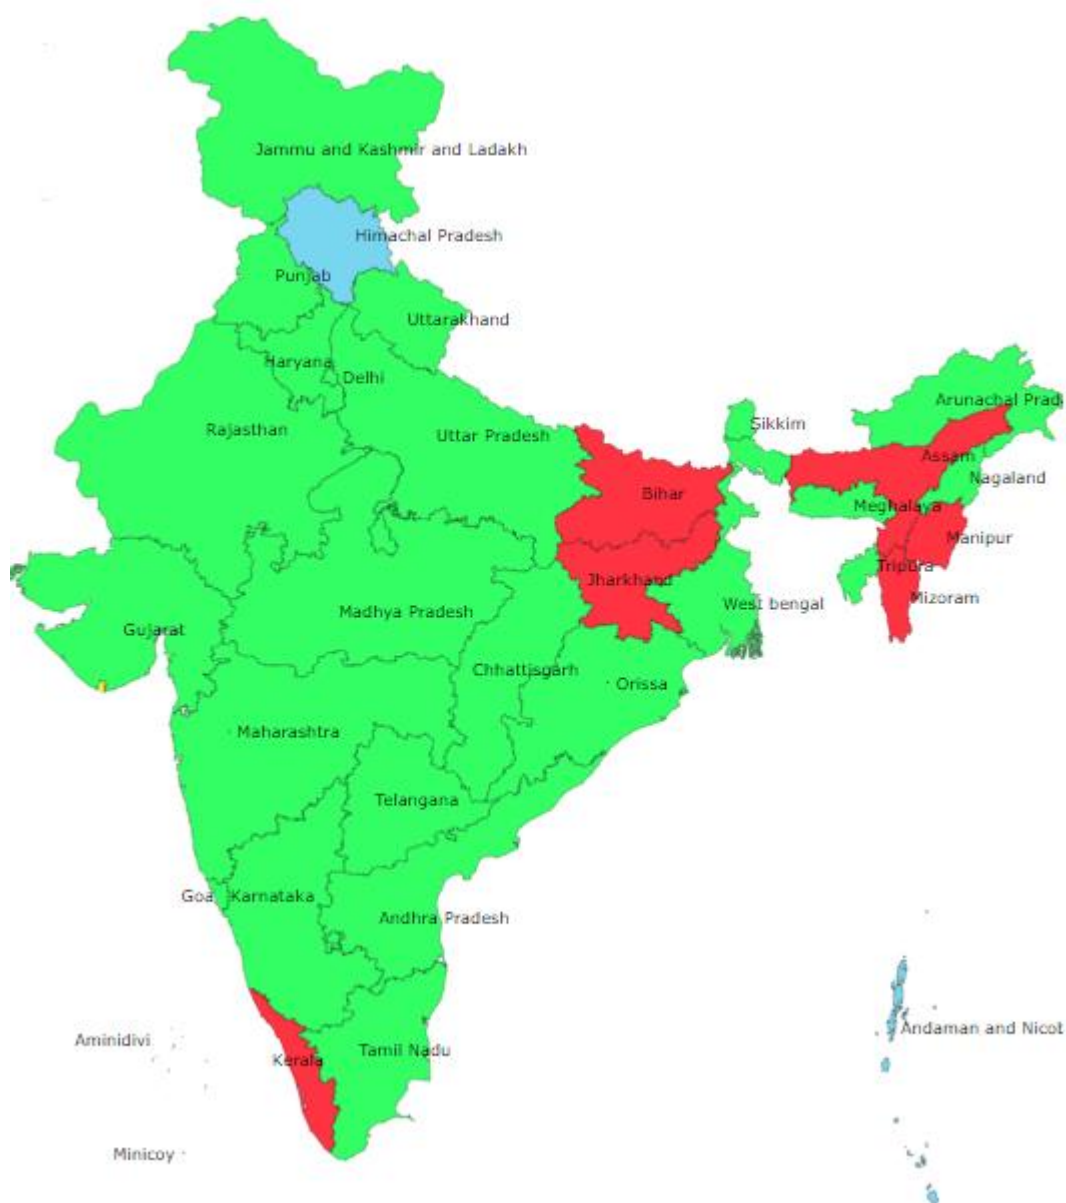 Jammu and Kashmir and Ladakh
Himachal Pradesh
Punjab
Uttarakhand
Haryana
Delhi
Arunachal Prad
Sikkim
Rajasthan
Uttar Pradesh
Assam
Nagaland
Bihar
Meghalaya
Manipur
Jharkhand
Tripura
Mizoram
West bengal
Madhya Pradesh
Gujarat
Chhattisgarh
Orissa
Maharashtra
Telangana
Goa
Karnataka
Andhra Pradesh
Andaman and Nicob
Aminidivi
Kerala
Tamil Nadu
Minicoy